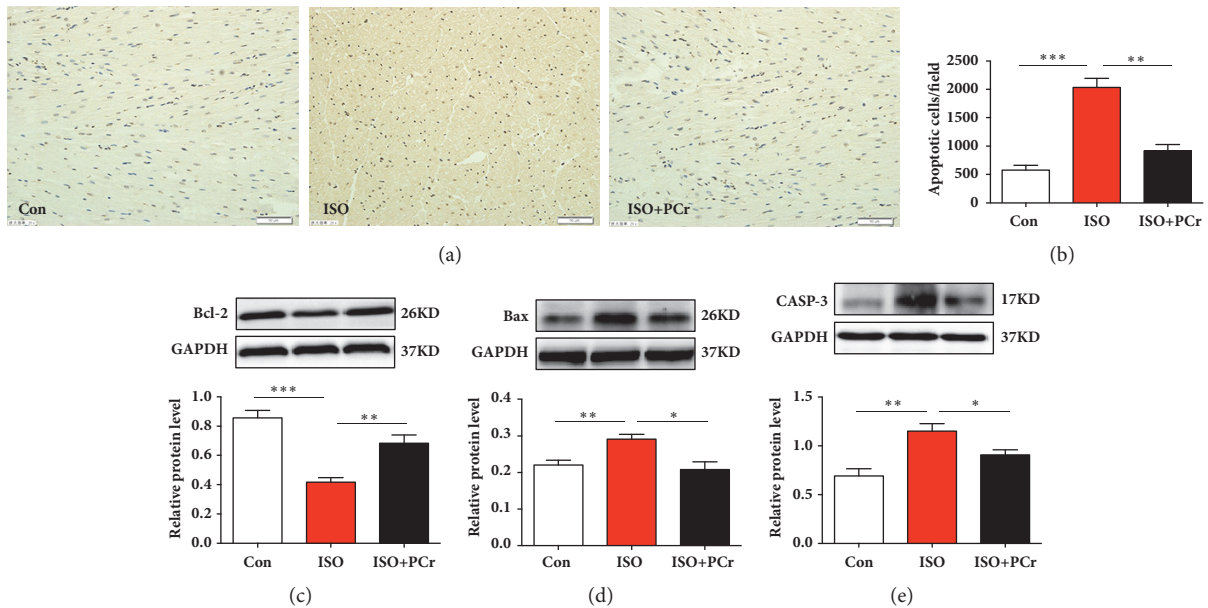 Con
ISO
ISO+PCr
(a)
Apoptotic cells/field
2500
2000
1500
1000
500
0
***
**
Con
ISO
ISO+PCr
(b)
Bcl-2
26KD
GAPDH
37KD
Relative protein level
1.0
0.8
0.6
0.4
0.2
0.0
***
**
Con
ISO
ISO+PCr
(c)
Bax
26KD
GAPDH
37KD
Relative protein level
0.4
0.3
0.2
0.1
0.0
**
*
Con
ISO
ISO+PCr
(d)
CASP-3
17KD
GAPDH
37KD
Relative protein level
1.5
1.0
0.5
0.0
**
*
Con
ISO
ISO+PCr
(e)